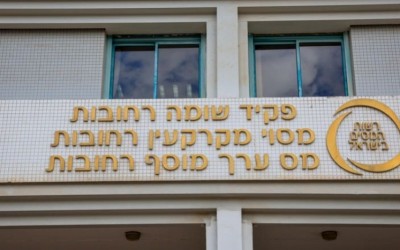 פקיד שומה רחובות
מסוי מקרקעין רחובות
מס ערך מוסף רחובות
רשות
המסים
בישראל